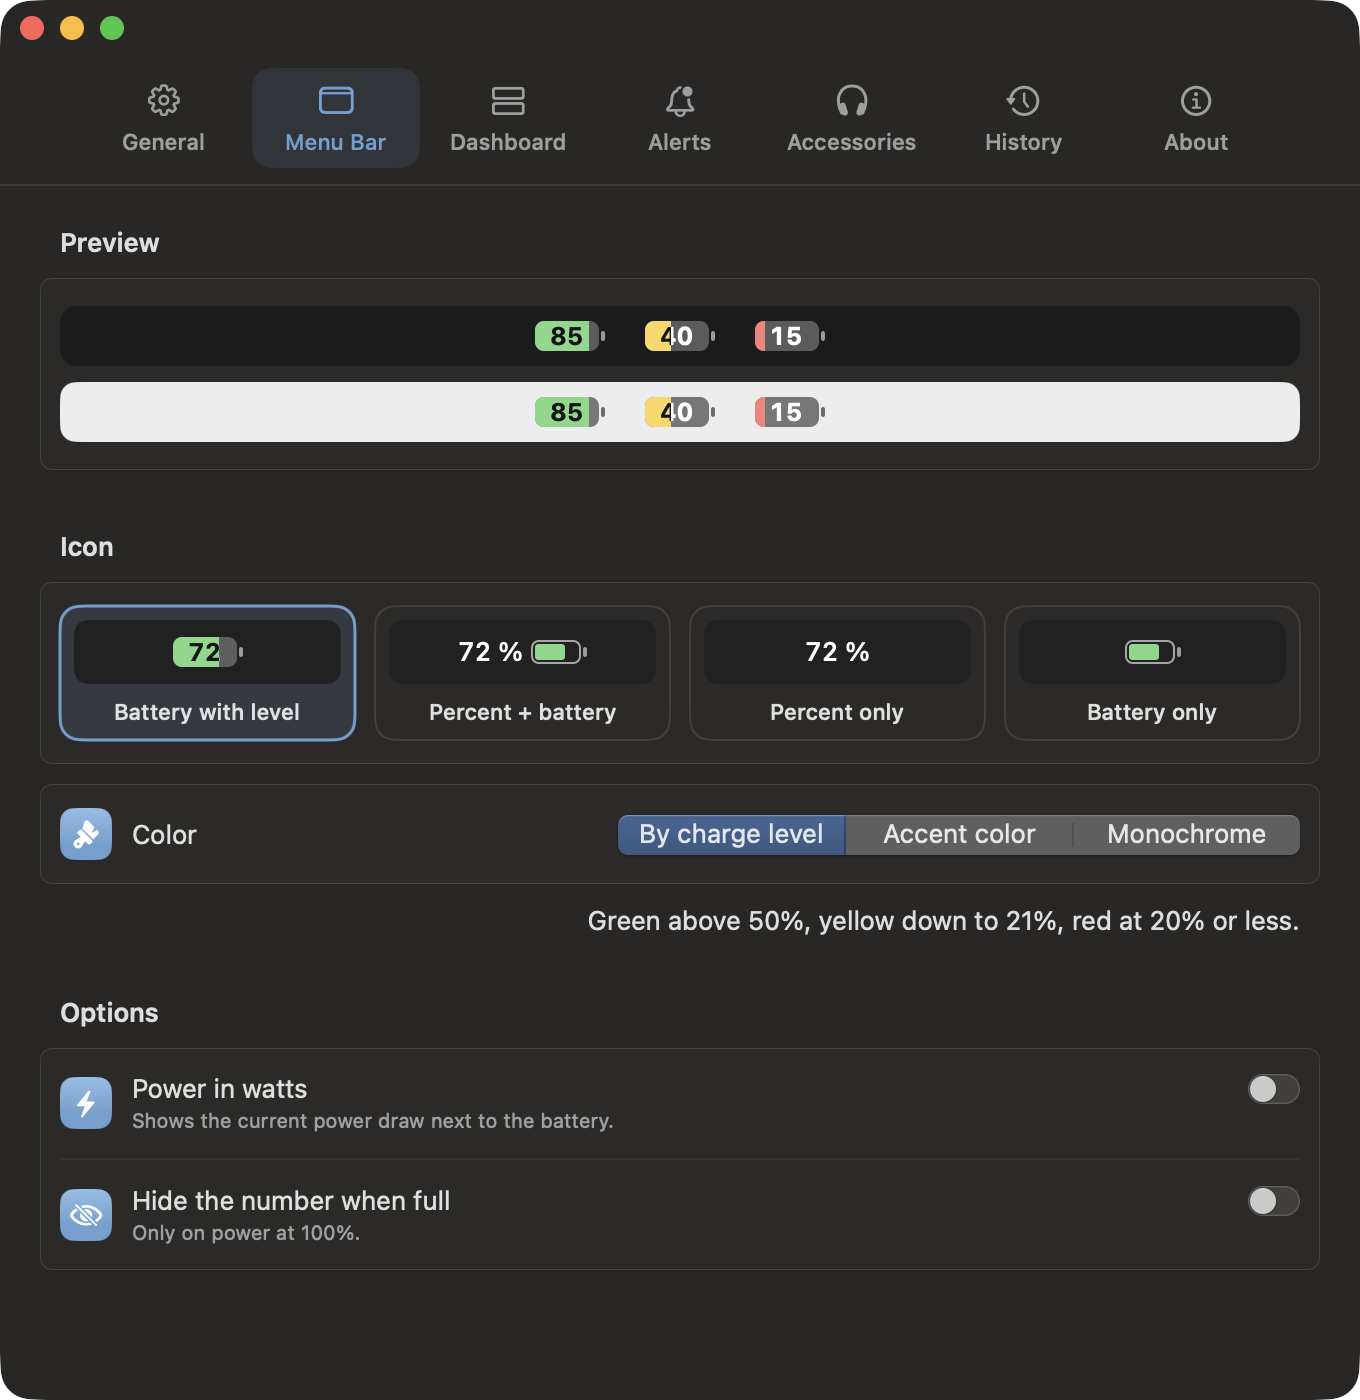 General
Menu Bar
Dashboard
Alerts
Accessories
History
About
Preview
85 40 15
85 40 15
Icon
72
72 %
72 %
Battery with level
Percent + battery
Percent only
Battery only
Color
By charge level
Accent color
Monochrome
Green above 50%, yellow down to 21%, red at 20% or less.
Options
Power in watts
Shows the current power draw next to the battery.
Hide the number when full
Only on power at 100%.